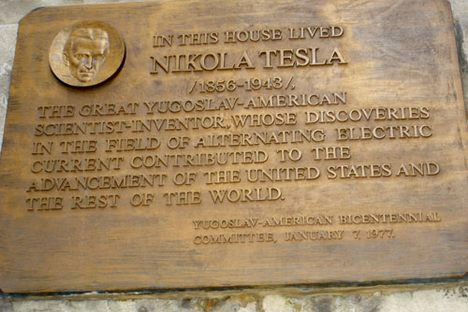 IN THIS HOUSE LIVED
NIKOLA TESLA
/1856-1943/,
THE GREAT YUGOSLAV-AMERICAN
SCIENTIST-INVENTOR, WHOSE DISCOVERIES
IN THE FIELD OF ALTERNATING ELECTRIC
CURRENT CONTRIBUTED TO THE
ADVANCEMENT OF THE UNITED STATES AND
THE REST OF THE WORLD.
YUGOSLAV-AMERICAN BICENTENNIAL
COMMITTEE, JANUARY 7, 1977.